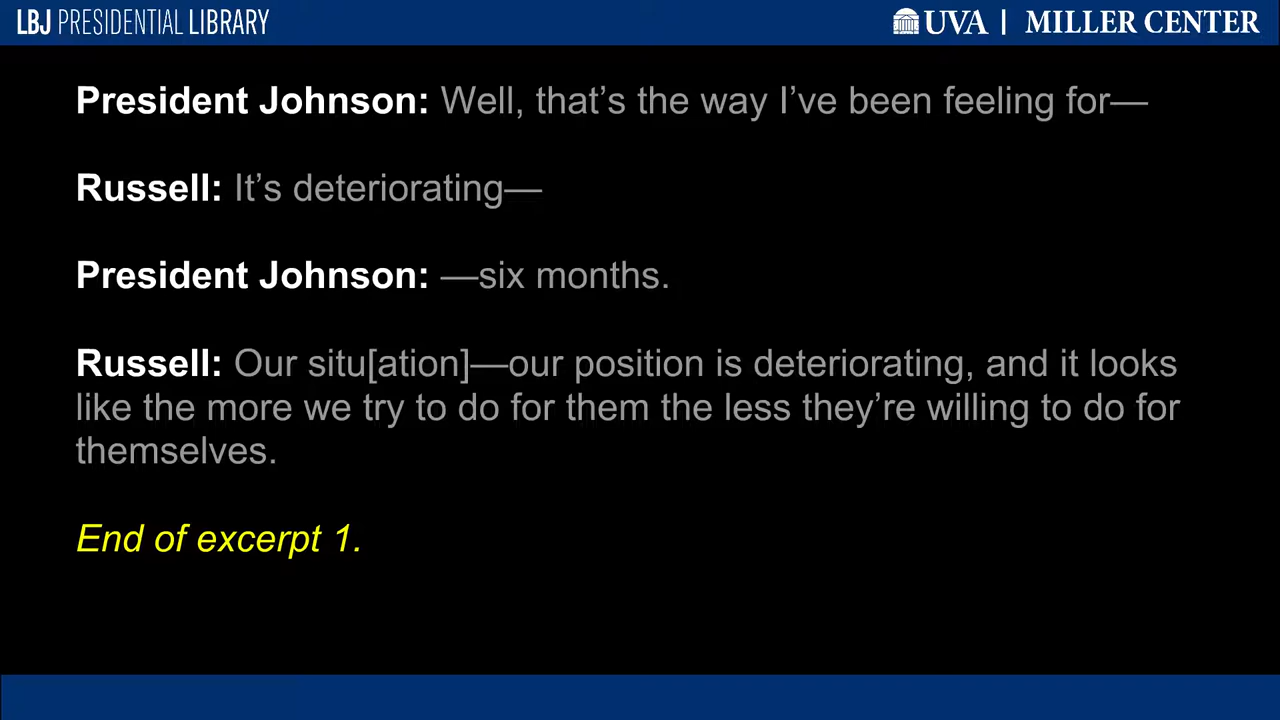 LBJ PRESIDENTIAL LIBRARY
UVA | MILLER CENTER
President Johnson: Well, that’s the way I’ve been feeling for—
Russell: It’s deteriorating—
President Johnson: —six months.
Russell: Our situ[ation]—our position is deteriorating, and it looks
like the more we try to do for them the less they’re willing to do for
themselves.
End of excerpt 1.